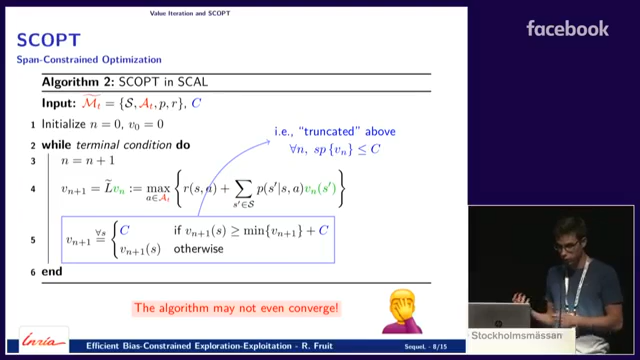 Value Iteration and SCOPT
SCOPT
facebook
Span-Constrained Optimization
Algorithm 2: SCOPT in SCAL
Input: M̃_t = {S, A_t, p, r}, C
1 Initialize n = 0, v_0 = 0
i.e., "truncated" above
∀n, sp {v_n} ≤ C
2 while terminal condition do
3 n = n + 1
4 v_{n+1} = L̃v_n := max_{a∈A_t} { r(s, a) + ∑_{s'∈S} p(s'|s, a)v_n(s') }
5 v_{n+1} =^{∀s} { C if v_{n+1}(s) ≥ min{v_{n+1}} + C
v_{n+1}(s) otherwise
6 end
The algorithm may not even converge!
hp
Stockholmsmässan
Inria
Efficient Bias-Constrained Exploration-Exploitation - R. Fruit
SequeL - 8/15